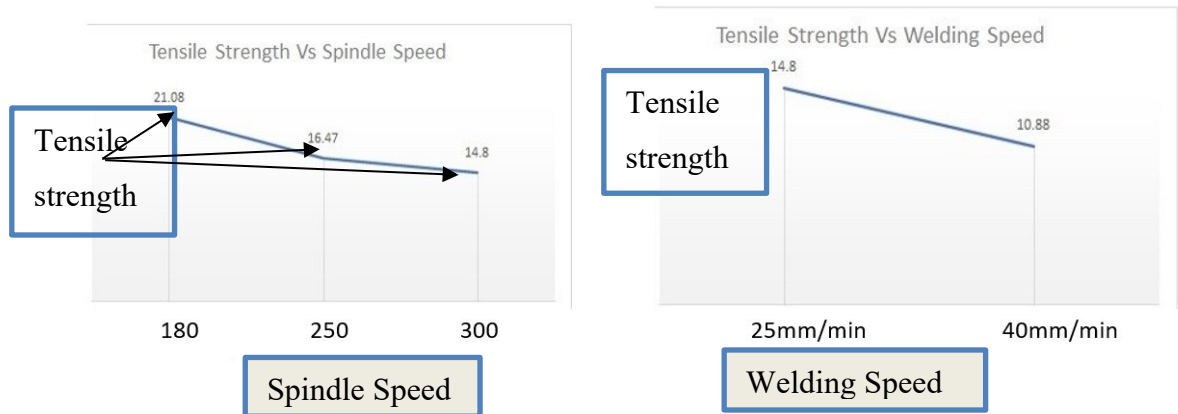 Tensile Strength Vs Spindle Speed
21.08
16.47
14.8
Tensile
strength
180
250
300
Spindle Speed
Tensile Strength Vs Welding Speed
14.8
10.88
Tensile
strength
25mm/min
40mm/min
Welding Speed